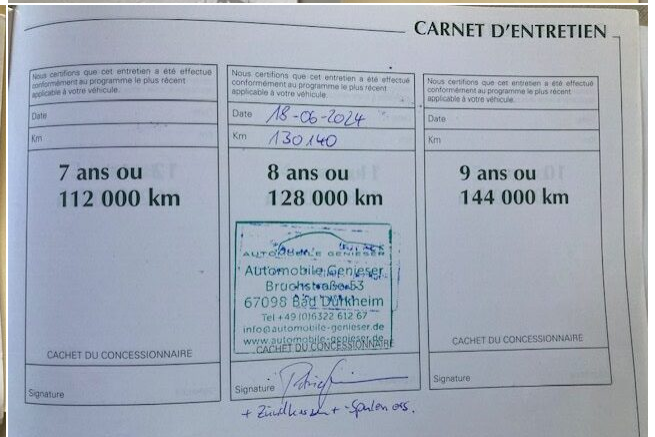 CARNET D'ENTRETIEN
Nous certifions que cet entretien a été effectué
conformément au programme le plus récent
applicable à votre véhicule.
Date
Km
7 ans ou
112 000 km
CACHET DU CONCESSIONNAIRE
Signature
Nous certifions que cet entretien a été effectué
conformément au programme le plus récent
applicable à votre véhicule.
Date 18-06-2024
Km 130140
8 ans ou
128 000 km
AUTOMOBILE GENIESER
Automobile Genieser
Bruchstraße 53
67098 Bad Dürkheim
Tel +49 (0)6322 612 67
info@automobile-genieser.de
www.automobile-genieser.de
CACHET DU CONCESSIONNAIRE
Signature
+ Zündkerzen + -Spulen
Nous certifions que cet entretien a été effectué
conformément au programme le plus récent
applicable à votre véhicule.
Date
Km
9 ans ou
144 000 km
CACHET DU CONCESSIONNAIRE
Signature